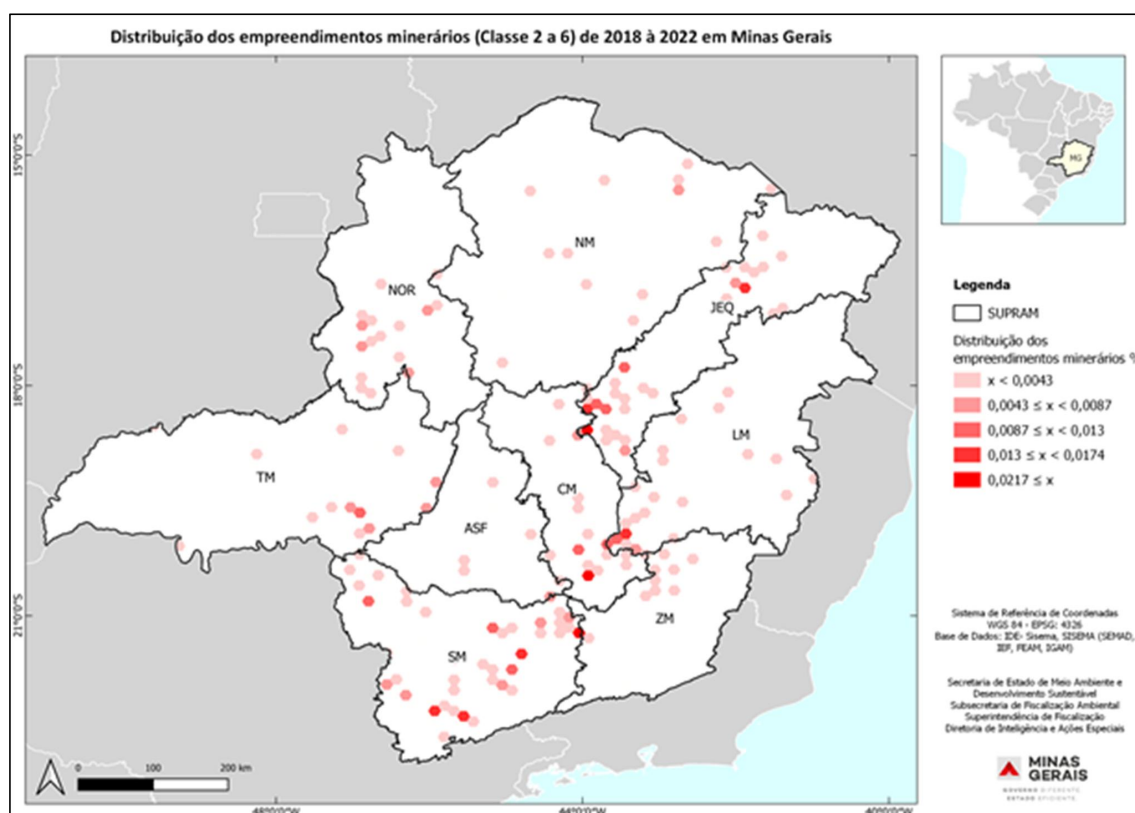 Distribuição dos empreendimentos minerários (Classe 2 a 6) de 2018 à 2022 em Minas Gerais
15°0'0"S
18°0'0"S
21°0'0"S
NM
NOR
JEQ
LM
TM
CM
ASF
ZM
SM
MG
Legenda
SUPRAM
Distribuição dos
empreendimentos minerários %
x < 0,0043
0,0043 ≤ x < 0,0087
0,0087 ≤ x < 0,013
0,013 ≤ x < 0,0174
0,0217 ≤ x
Sistema de Referência de Coordenadas
WGS 84 - EPSG: 4326
Base de Dados: IDE- Sisema, SISEMA (SEMAD,
IEF, FEAM, IGAM)
Secretaria de Estado de Meio Ambiente e
Desenvolvimento Sustentável
Subsecretaria de Fiscalização Ambiental
Superintendência de Fiscalização
Diretoria de Inteligência e Ações Especiais
MINAS
GERAIS
GOVERNO DIFERENTE
ESTADO EFICIENTE
0 100 200 km